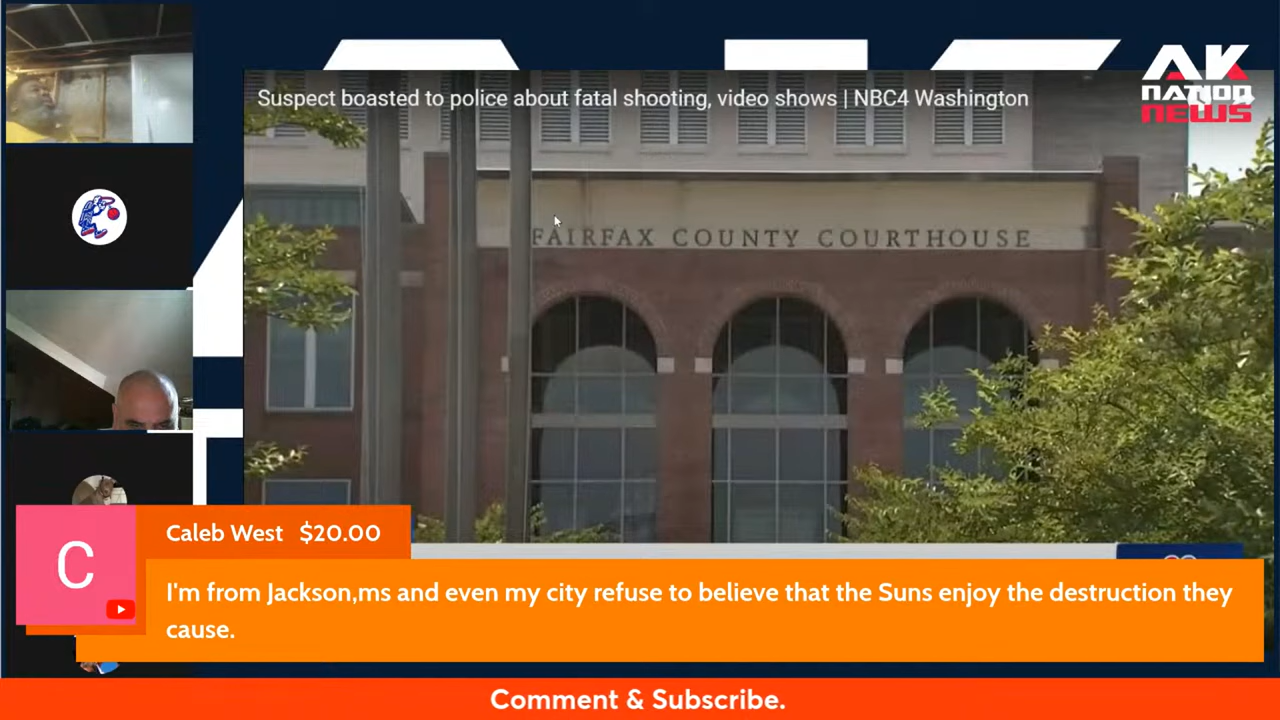 Suspect boasted to police about fatal shooting, video shows | NBC4 Washington
AK
NATION
NEWS
FAIRFAX COUNTY COURTHOUSE
C
Caleb West $20.00
I'm from Jackson,ms and even my city refuse to believe that the Suns enjoy the destruction they
cause.
Comment & Subscribe.